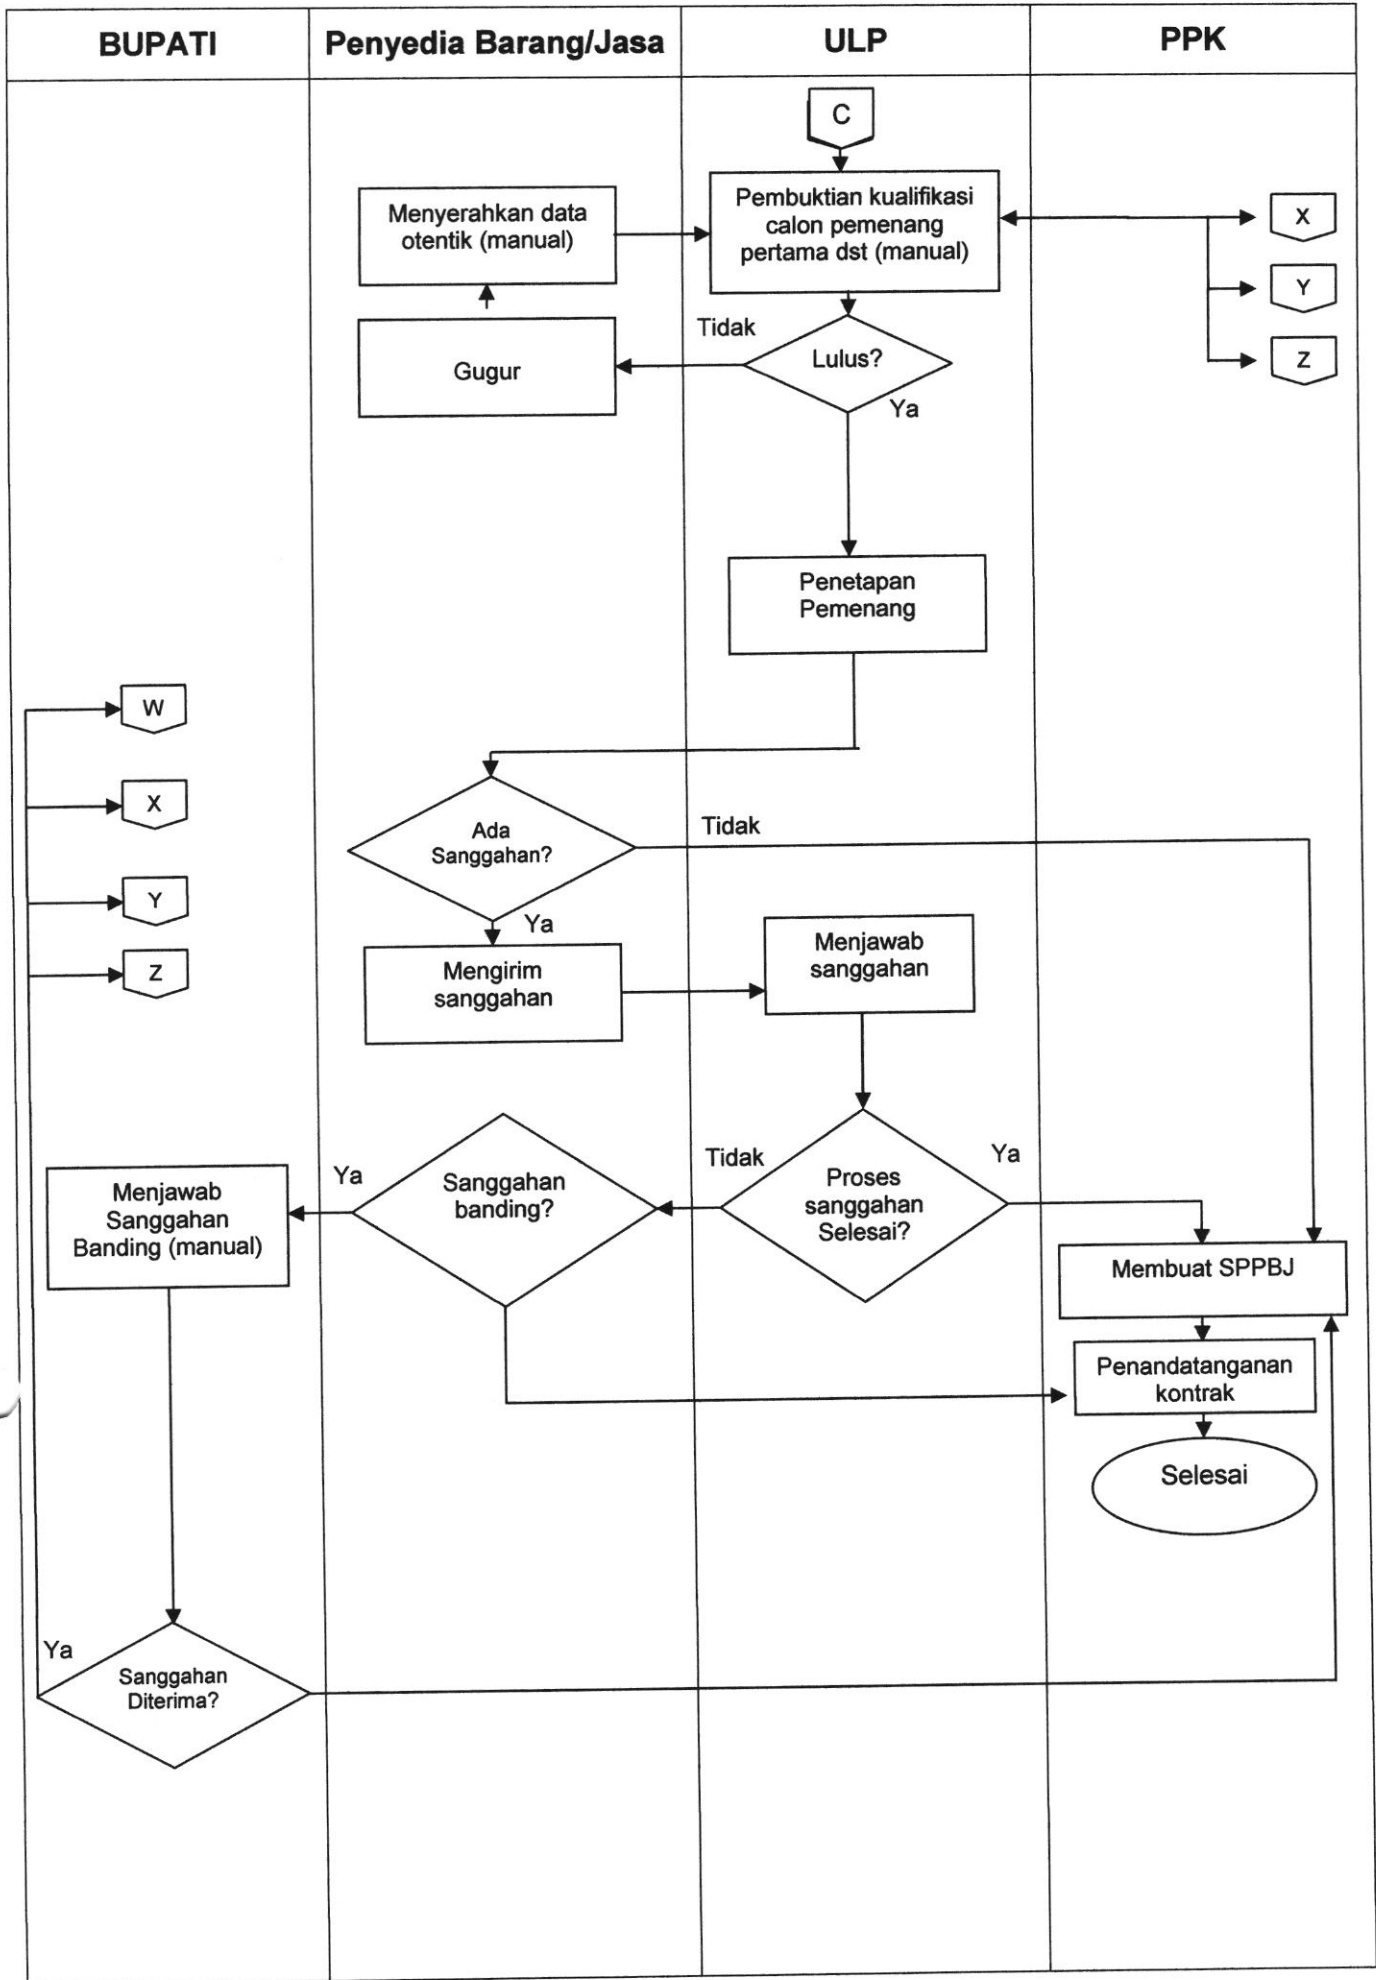 BUPATI
Penyedia Barang/Jasa
ULP
PPK
C
Menyerahkan data
otentik (manual)
Pembuktian kualifikasi
calon pemenang
pertama dst (manual)
X
Y
Z
Tidak
Gugur
Lulus?
Ya
Penetapan
Pemenang
W
X
Y
Z
Ada
Sanggahan?
Tidak
Ya
Mengirim
sanggahan
Menjawab
sanggahan
Menjawab
Sanggahan
Banding (manual)
Ya
Sanggahan
banding?
Tidak
Proses
sanggahan
Selesai?
Ya
Membuat SPPBJ
Penandatanganan
kontrak
Selesai
Ya
Sanggahan
Diterima?